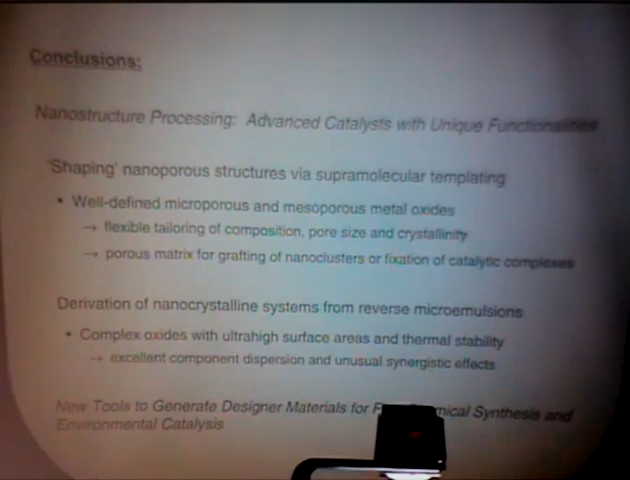 Conclusions:
Nanostructure Processing: Advanced Catalysts with Unique Functionalities
'Shaping' nanoporous structures via supramolecular templating
• Well-defined microporous and mesoporous metal oxides
→ flexible tailoring of composition, pore size and crystallinity
→ porous matrix for grafting of nanoclusters or fixation of catalytic complexes
Derivation of nanocrystalline systems from reverse microemulsions
• Complex oxides with ultrahigh surface areas and thermal stability
→ excellent component dispersion and unusual synergistic effects
New Tools to Generate Designer Materials for Synthesis and
Environmental Catalysis